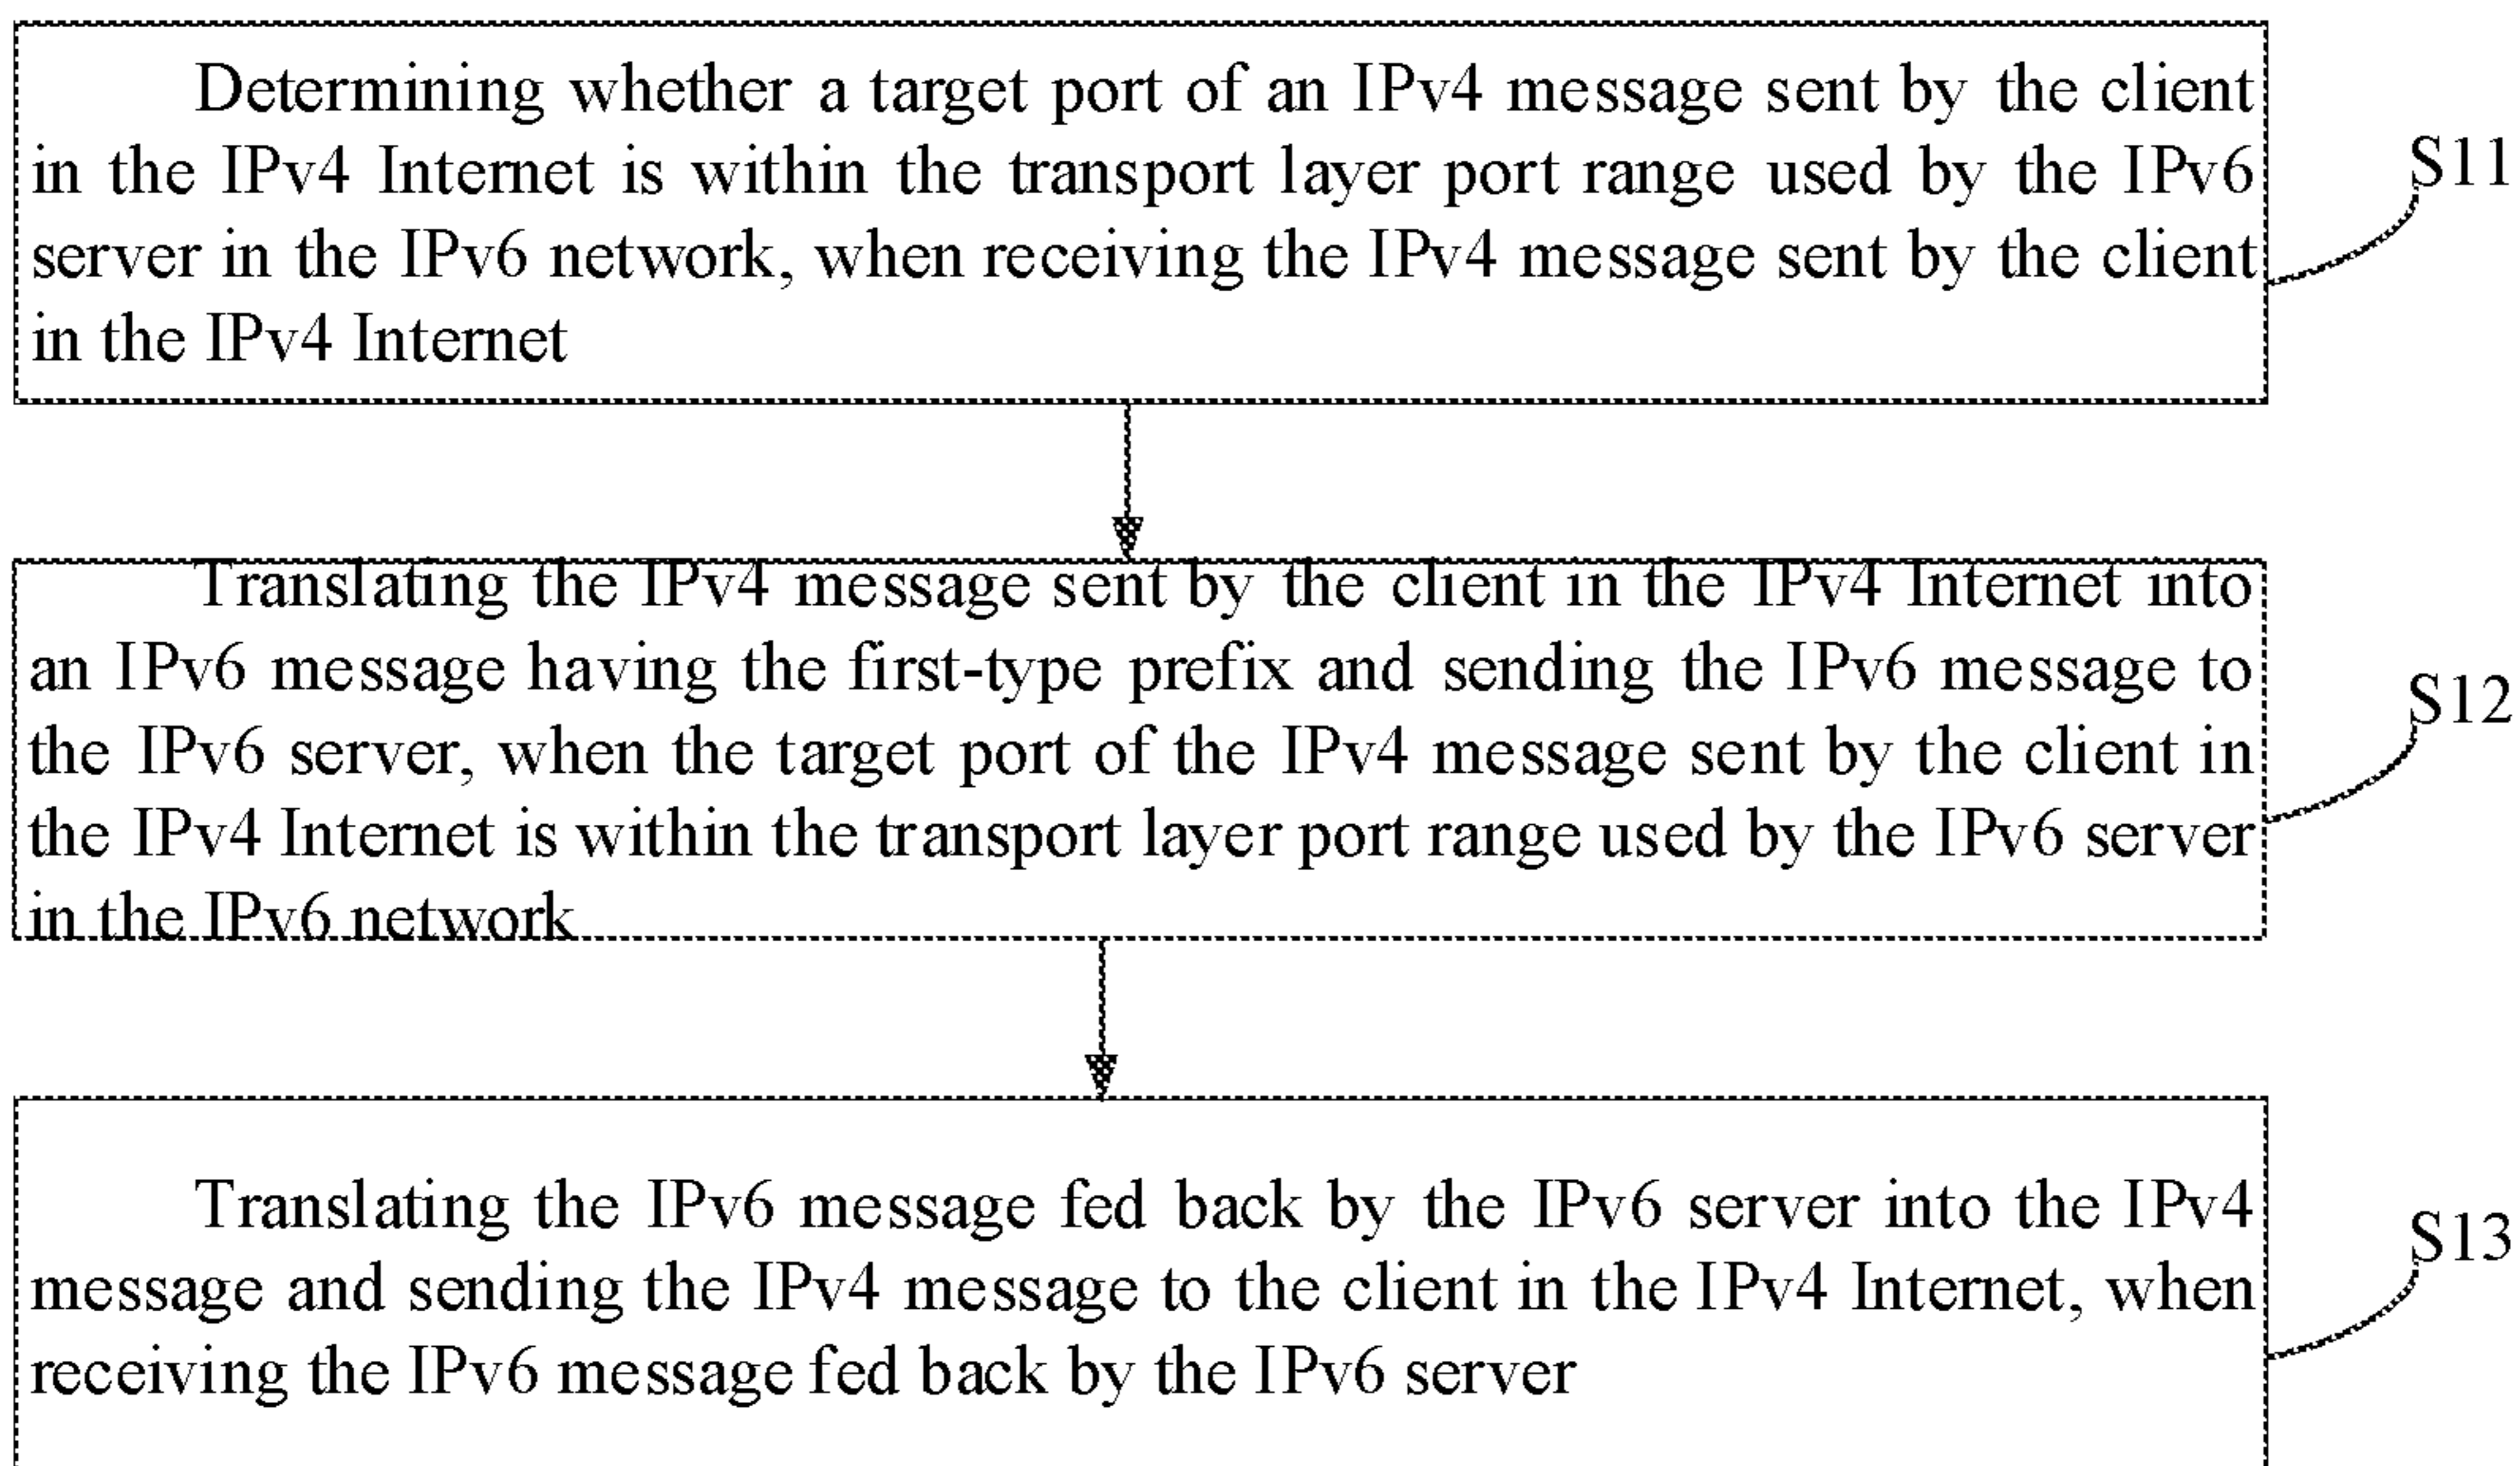 Determining whether a target port of an IPv4 message sent by the client
in the IPv4 Internet is within the transport layer port range used by the IPv6
server in the IPv6 network, when receiving the IPv4 message sent by the client
in the IPv4 Internet
S11
Translating the IPv4 message sent by the client in the IPv4 Internet into
an IPv6 message having the first-type prefix and sending the IPv6 message to
the IPv6 server, when the target port of the IPv4 message sent by the client in
the IPv4 Internet is within the transport layer port range used by the IPv6 server
in the IPv6 network
S12
Translating the IPv6 message fed back by the IPv6 server into the IPv4
message and sending the IPv4 message to the client in the IPv4 Internet, when
receiving the IPv6 message fed back by the IPv6 server
S13